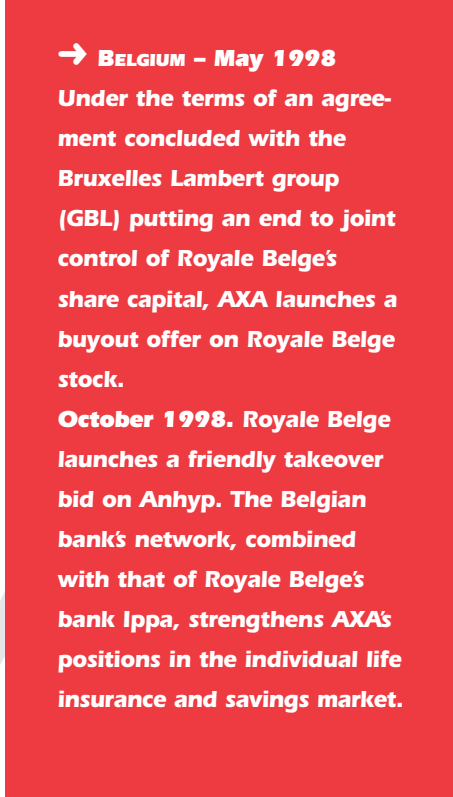 → BELGIUM – May 1998
Under the terms of an agree-
ment concluded with the
Bruxelles Lambert group
(GBL) putting an end to joint
control of Royale Belge's
share capital, AXA launches a
buyout offer on Royale Belge
stock.
October 1998. Royale Belge
launches a friendly takeover
bid on Anhyp. The Belgian
bank's network, combined
with that of Royale Belge's
bank Ippa, strengthens AXA's
positions in the individual life
insurance and savings market.